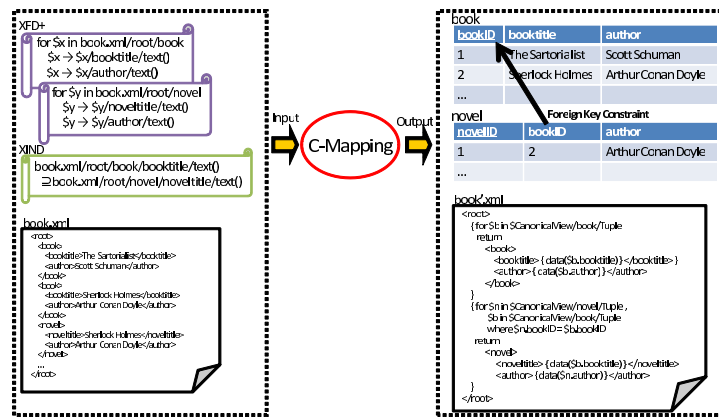 XFD+
for $x in book.xml/root/book
$x → $x/booktitle/text()
$x → $x/author/text()
for $y in book.xml/root/novel
$y → $y/noveltitle/text()
$y → $y/author/text()
XIND
book.xml/root/book/booktitle/text()
⊇book.xml/root/novel/noveltitle/text()
book.xml
<root>
<book>
<booktitle>The Sartorialist</booktitle>
<author>Scott Schuman</author>
</book>
<book>
<booktitle>Sherlock Holmes</booktitle>
<author>Arthur Conan Doyle</author>
</book>
<novel>
<noveltitle>Sherlock Holmes</noveltitle>
<author>Arthur Conan Doyle</author>
</novel>
...
</root>
Input
C-Mapping
Output
book
bookID booktitle author
1 The Sartorialist Scott Schuman
2 Sherlock Holmes Arthur Conan Doyle
...
Foreign Key Constraint
novel
novelID bookID author
1 2 Arthur Conan Doyle
...
book'.xml
<root>
{for $b in $CanonicalView/book/Tuple
return
<book>
<booktitle>{data($b.booktitle)}</booktitle>}
<author>{data($b.author)}</author>
</book>
}
{for $n in $CanonicalView/novel/Tuple,
$b in $CanonicalView/book/Tuple
where $n.bookID=$b.bookID
return
<novel>
<noveltitle>{data($b.booktitle)}</noveltitle>
<author>{data($n.author)}</author>
</novel>
}
</root>